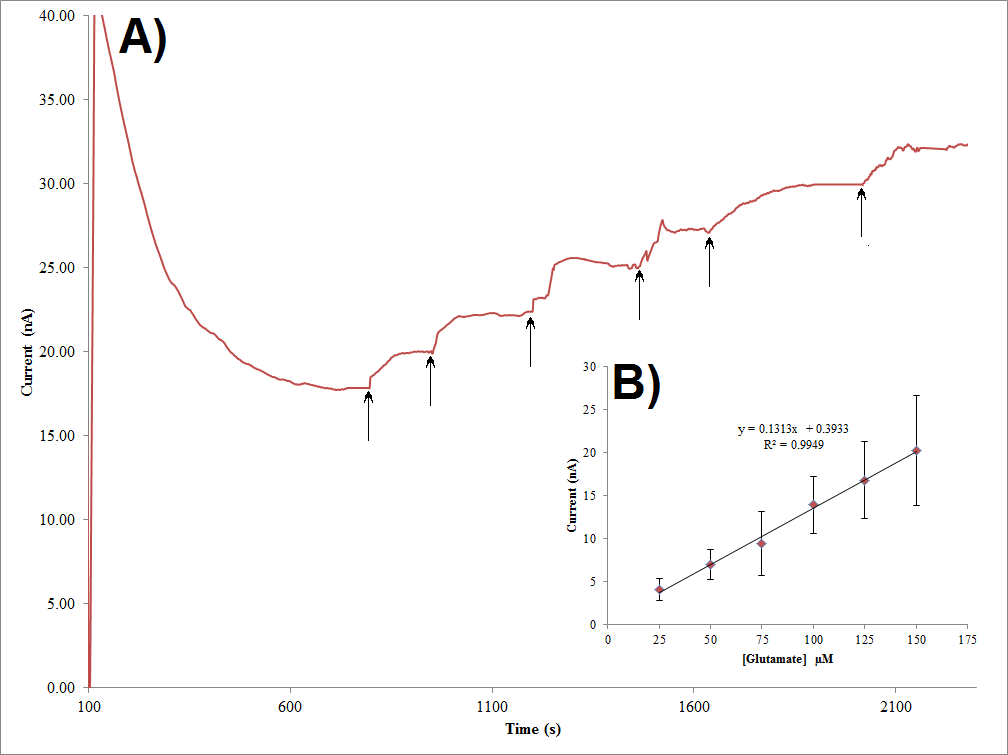 A)
40.00
35.00
30.00
25.00
20.00
15.00
10.00
5.00
0.00
Current (nA)
100 600 1100 1600 2100
Time (s)
B)
y = 0.1313x + 0.3933
R² = 0.9949
30
25
20
15
10
5
0
Current (nA)
0 25 50 75 100 125 150 175
[Glutamate] µM